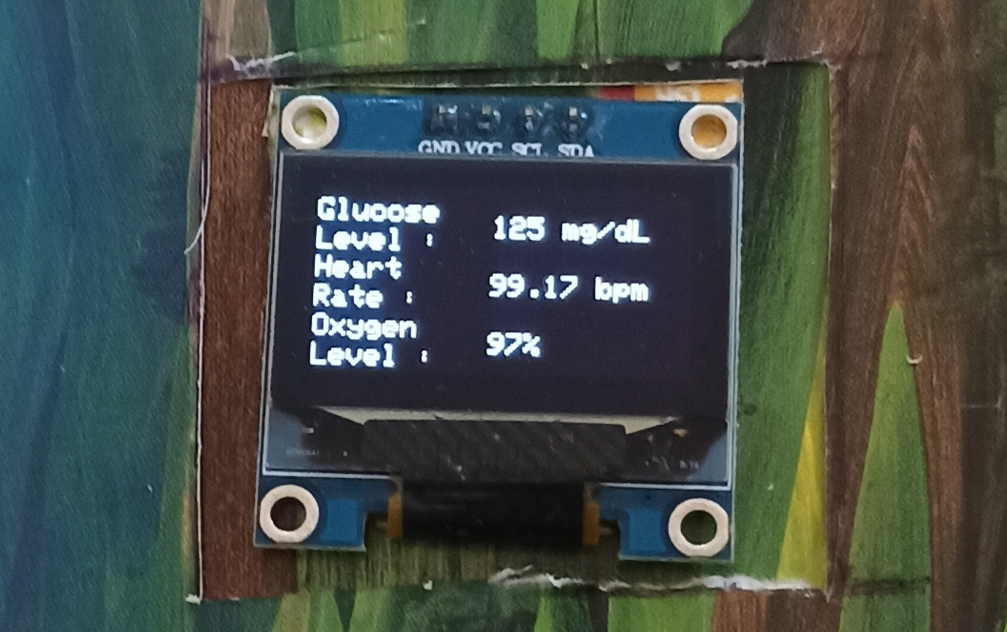 GND VCC SCL SDA
Glucose
Level : 125 mg/dL
Heart
Rate : 99.17 bpm
Oxygen
Level : 97%